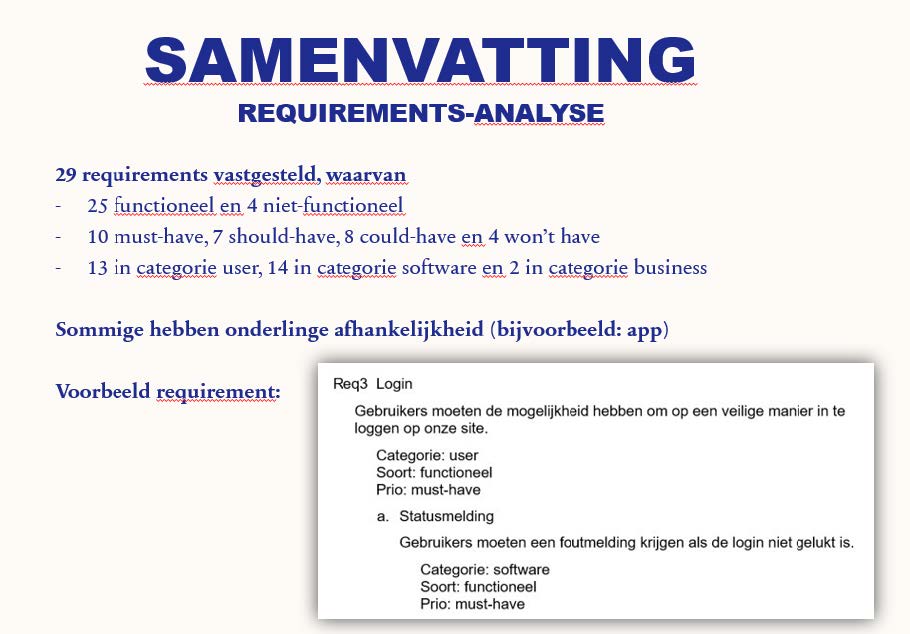 SAMENVATTING
REQUIREMENTS-ANALYSE
29 requirements vastgesteld, waarvan
- 25 functioneel en 4 niet-functioneel
- 10 must-have, 7 should-have, 8 could-have en 4 won’t have
- 13 in categorie user, 14 in categorie software en 2 in categorie business
Sommige hebben onderlinge afhankelijkheid (bijvoorbeeld: app)
Voorbeeld requirement:
Req3 Login
Gebruikers moeten de mogelijkheid hebben om op een veilige manier in te
loggen op onze site.
Categorie: user
Soort: functioneel
Prio: must-have
a. Statusmelding
Gebruikers moeten een foutmelding krijgen als de login niet gelukt is.
Categorie: software
Soort: functioneel
Prio: must-have